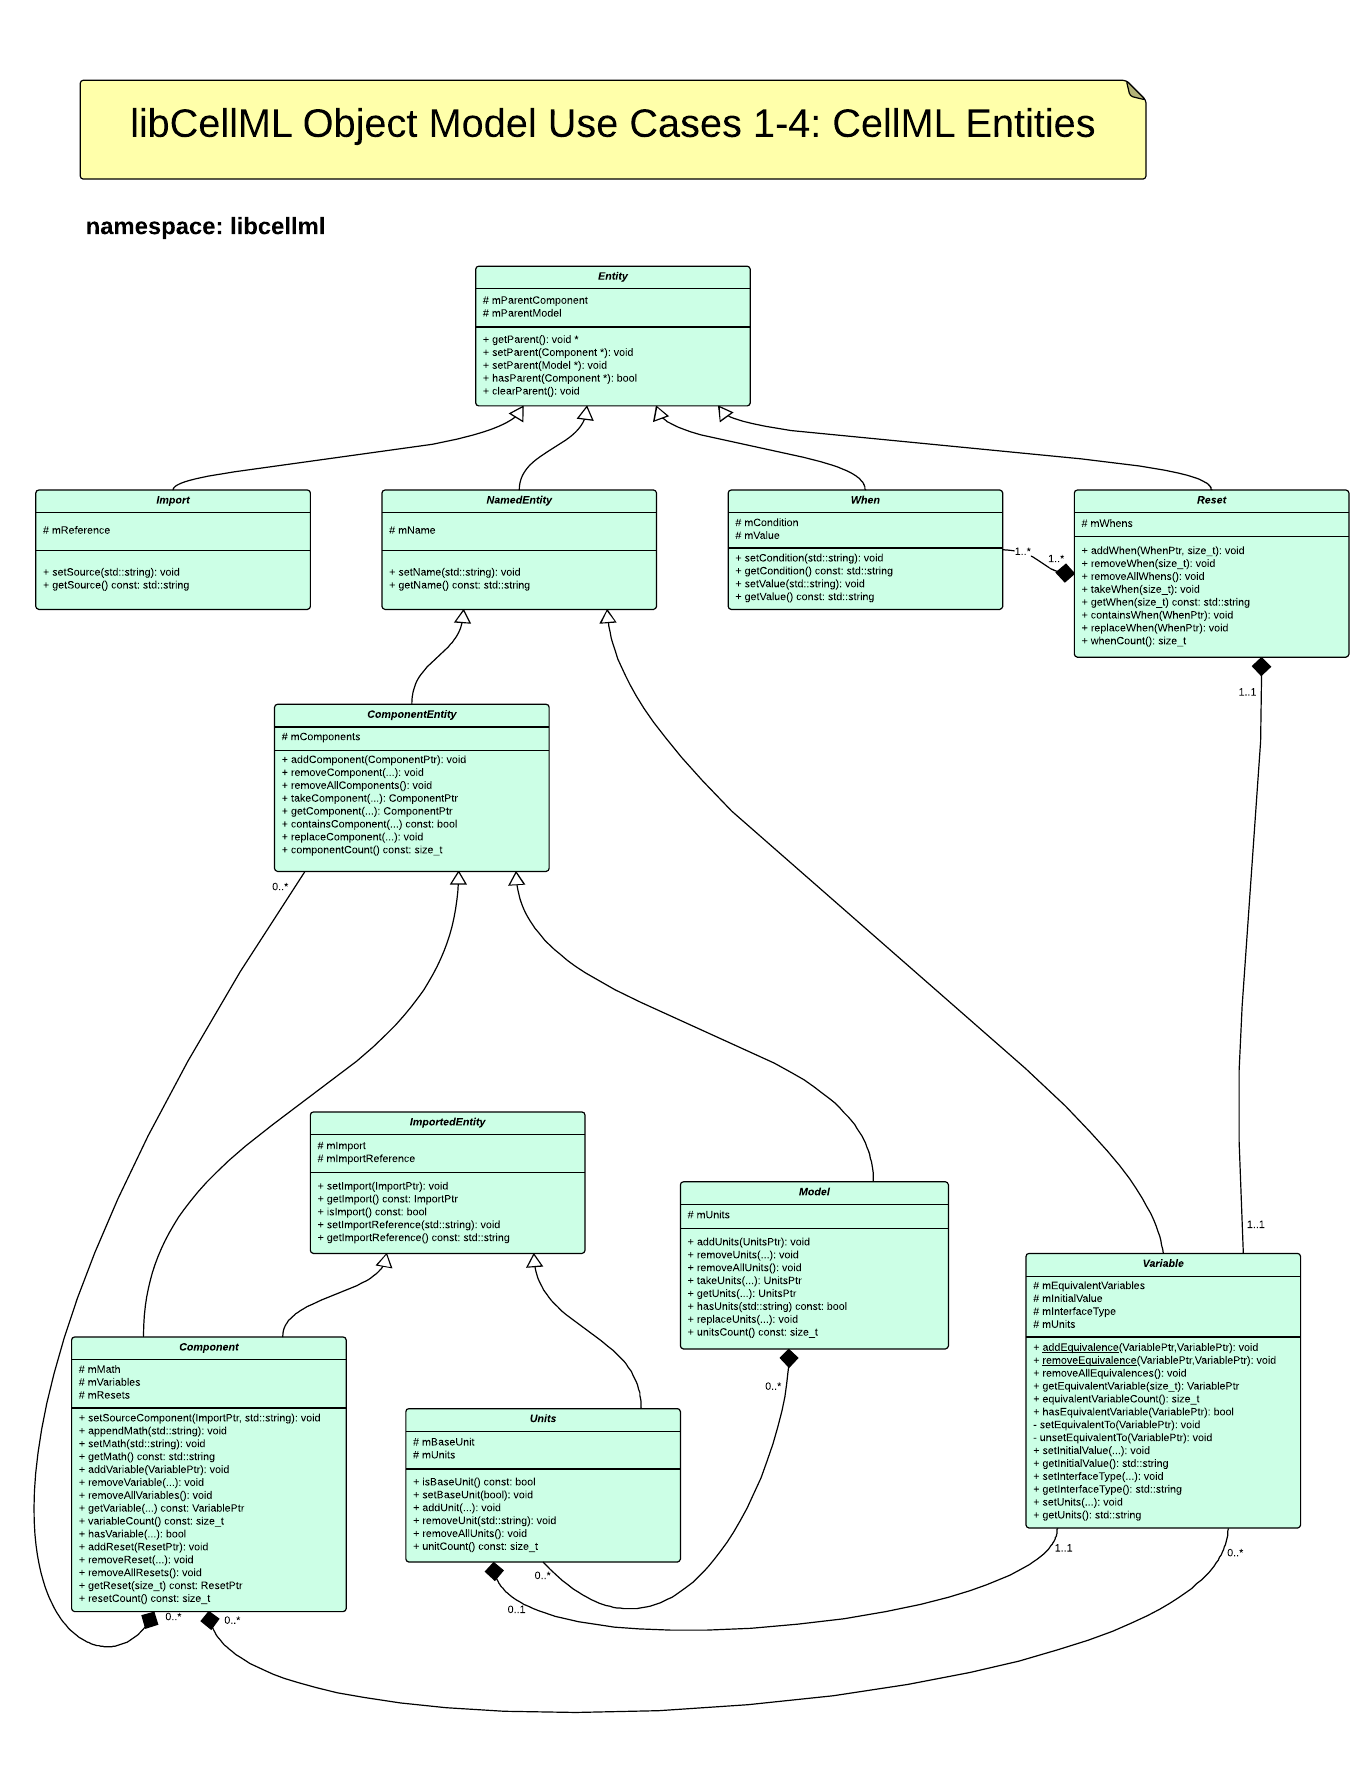 libCellML Object Model Use Cases 1-4: CellML Entities
namespace: libcellml
Entity
# mParentComponent
# mParentModel
+ getParent(): void *
+ setParent(Component *): void
+ setParent(Model *): void
+ hasParent(Component *): bool
+ clearParent(): void
Import
# mReference
+ setSource(std::string): void
+ getSource() const: std::string
NamedEntity
# mName
+ setName(std::string): void
+ getName() const: std::string
When
# mCondition
# mValue
+ setCondition(std::string): void
+ getCondition() const: std::string
+ setValue(std::string): void
+ getValue() const: std::string
1..*
1..*
Reset
# mWhens
+ addWhen(WhenPtr, size_t): void
+ removeWhen(size_t): void
+ removeAllWhens(): void
+ takeWhen(size_t): void
+ getWhen(size_t) const: std::string
+ containsWhen(WhenPtr): void
+ replaceWhen(WhenPtr): void
+ whenCount(): size_t
1..1
ComponentEntity
# mComponents
+ addComponent(ComponentPtr): void
+ removeComponent(...): void
+ removeAllComponents(): void
+ takeComponent(...): ComponentPtr
+ getComponent(...): ComponentPtr
+ containsComponent(...) const: bool
+ replaceComponent(...): void
+ componentCount() const: size_t
0..*
ImportedEntity
# mImport
# mImportReference
+ setImport(ImportPtr): void
+ getImport() const: ImportPtr
+ isImport() const: bool
+ setImportReference(std::string): void
+ getImportReference() const: std::string
Model
# mUnits
+ addUnits(UnitsPtr): void
+ removeUnits(...): void
+ removeAllUnits(): void
+ takeUnits(...): UnitsPtr
+ getUnits(...): UnitsPtr
+ hasUnits(std::string) const: bool
+ replaceUnits(...): void
+ unitsCount() const: size_t
0..*
1..1
Variable
# mEquivalentVariables
# mInitialValue
# mInterfaceType
# mUnits
+ addEquivalence(VariablePtr,VariablePtr): void
+ removeEquivalence(VariablePtr,VariablePtr): void
+ removeAllEquivalences(): void
+ getEquivalentVariable(size_t): VariablePtr
+ equivalentVariableCount(): size_t
+ hasEquivalentVariable(VariablePtr): bool
- setEquivalentTo(VariablePtr): void
- unsetEquivalentTo(VariablePtr): void
+ setInitialValue(...): void
+ getInitialValue(): std::string
+ setInterfaceType(...): void
+ getInterfaceType(): std::string
+ setUnits(...): void
+ getUnits(): std::string
1..1
0..*
Component
# mMath
# mVariables
# mResets
+ setSourceComponent(ImportPtr, std::string): void
+ appendMath(std::string): void
+ setMath(std::string): void
+ getMath() const: std::string
+ addVariable(VariablePtr): void
+ removeVariable(...): void
+ removeAllVariables(): void
+ getVariable(...) const: VariablePtr
+ variableCount() const: size_t
+ hasVariable(...): bool
+ addReset(ResetPtr): void
+ removeReset(...): void
+ removeAllResets(): void
+ getReset(size_t) const: ResetPtr
+ resetCount() const: size_t
0..*
0..*
Units
# mBaseUnit
# mUnits
+ isBaseUnit() const: bool
+ setBaseUnit(bool): void
+ addUnit(...): void
+ removeUnit(std::string): void
+ removeAllUnits(): void
+ unitCount() const: size_t
0..*
0..1